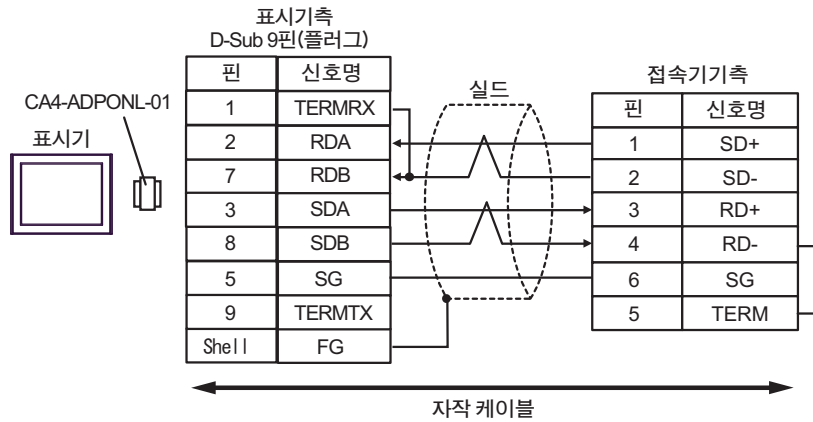 표시기측
D-Sub 9핀(플러그)
핀 신호명
1 TERMRX
2 RDA
7 RDB
3 SDA
8 SDB
5 SG
9 TERMTX
Shell FG
CA4-ADPONL-01
표시기
실드
접속기기측
핀 신호명
1 SD+
2 SD-
3 RD+
4 RD-
6 SG
5 TERM
자작 케이블